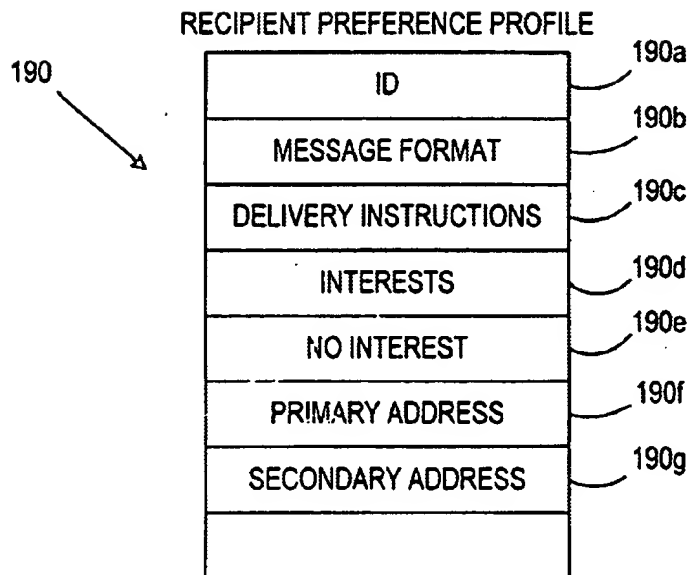 RECIPIENT PREFERENCE PROFILE
190
ID 190a
MESSAGE FORMAT 190b
DELIVERY INSTRUCTIONS 190c
INTERESTS 190d
NO INTEREST 190e
PRIMARY ADDRESS 190f
SECONDARY ADDRESS 190g